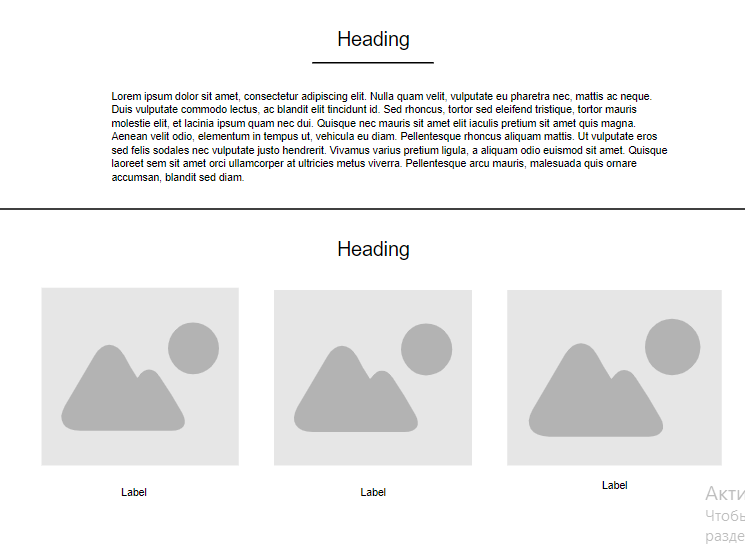 Heading
Lorem ipsum dolor sit amet, consectetur adipiscing elit. Nulla quam velit, vulputate eu pharetra nec, mattis ac neque.
Duis vulputate commodo lectus, ac blandit elit tincidunt id. Sed rhoncus, tortor sed eleifend tristique, tortor mauris
molestie elit, et lacinia ipsum quam nec dui. Quisque nec mauris sit amet elit iaculis pretium sit amet quis magna.
Aenean velit odio, elementum in tempus ut, vehicula eu diam. Pellentesque rhoncus aliquam mattis. Ut vulputate eros
sed felis sodales nec vulputate justo hendrerit. Vivamus varius pretium ligula, a aliquam odio euismod sit amet. Quisque
laoreet sem sit amet orci ullamcorper at ultricies metus viverra. Pellentesque arcu mauris, malesuada quis ornare
accumsan, blandit sed diam.
Heading
Label
Label
Label
Акти
Чтобы
разде